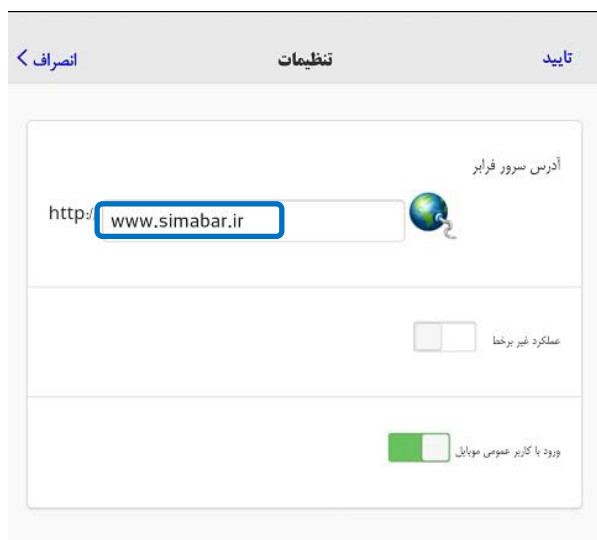 تایید
تنظیمات
انصراف
آدرس سرور فرابر
http:/ www.simabar.ir
عملکرد غیر برخط
ورود با کاربر عمومی موبایل